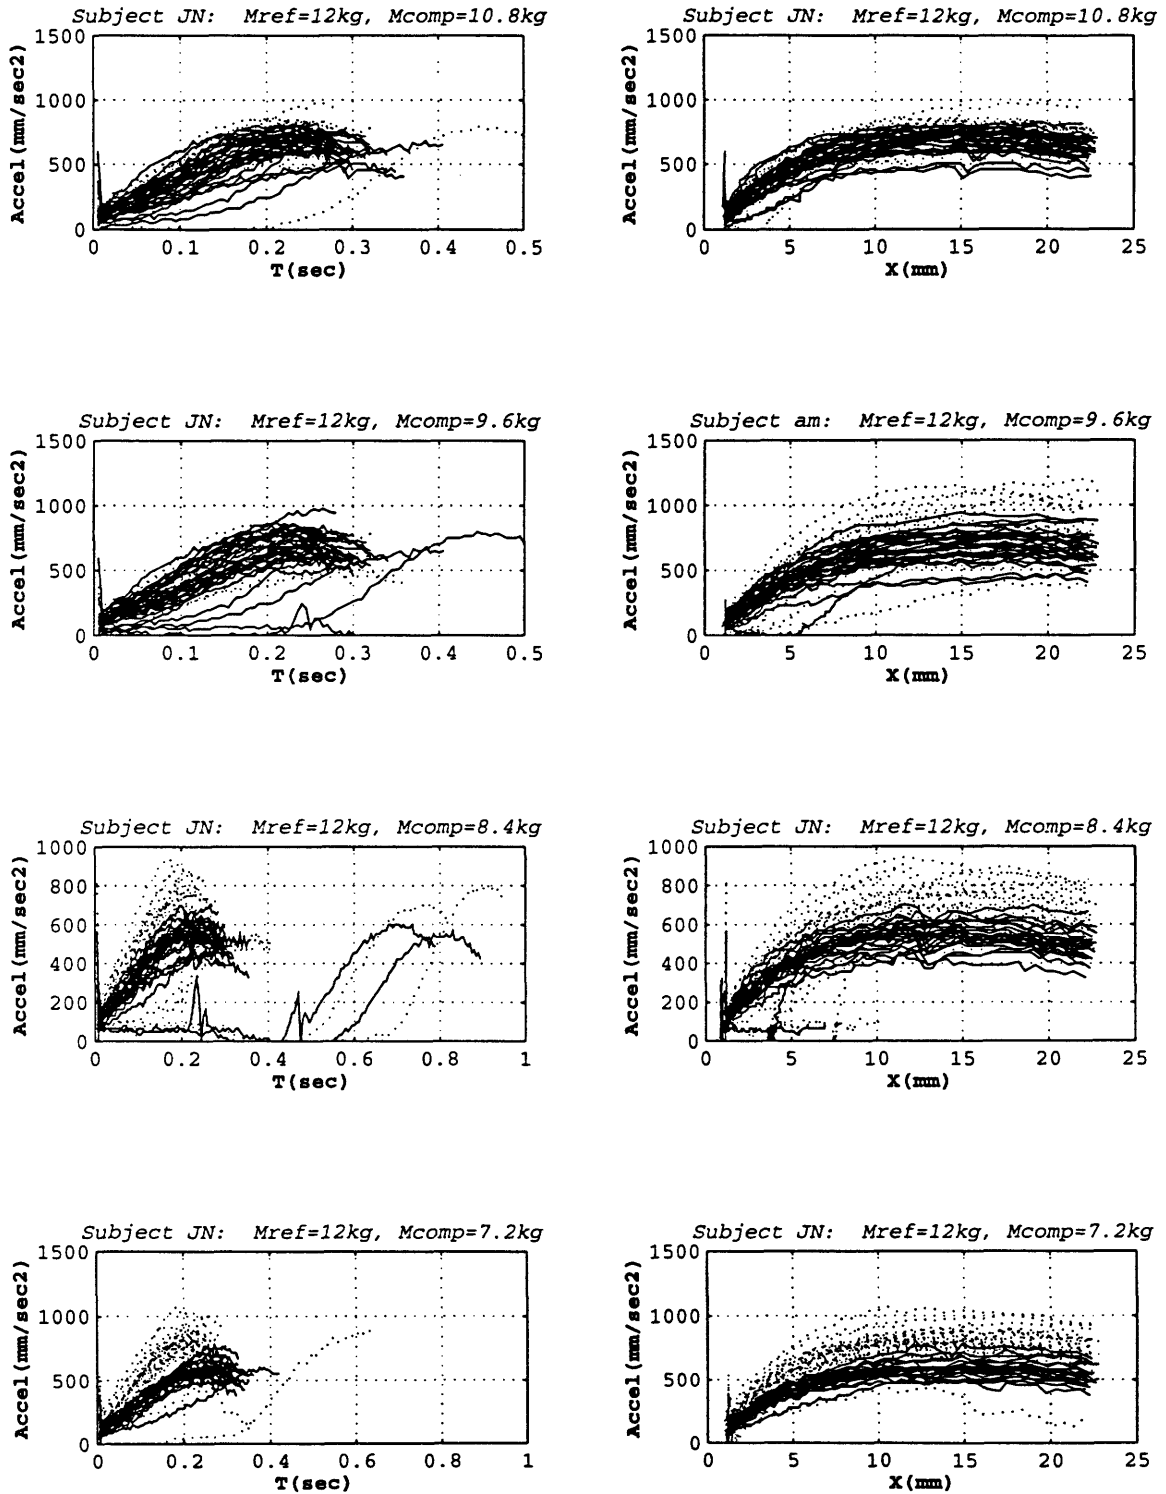 Subject JN: Mref=12kg, Mcomp=10.8kg
1500
1000
500
0
Accel(mm/sec2)
0 0.1 0.2 0.3 0.4 0.5
T(sec)
Subject JN: Mref=12kg, Mcomp=10.8kg
1500
1000
500
0
Accel(mm/sec2)
0 5 10 15 20 25
X(mm)
Subject JN: Mref=12kg, Mcomp=9.6kg
1500
1000
500
0
Accel(mm/sec2)
0 0.1 0.2 0.3 0.4 0.5
T(sec)
Subject am: Mref=12kg, Mcomp=9.6kg
1500
1000
500
0
Accel(mm/sec2)
0 5 10 15 20 25
X(mm)
Subject JN: Mref=12kg, Mcomp=8.4kg
1000
800
600
400
200
0
Accel(mm/sec2)
0 0.2 0.4 0.6 0.8 1
T(sec)
Subject JN: Mref=12kg, Mcomp=8.4kg
1000
800
600
400
200
0
Accel(mm/sec2)
0 5 10 15 20 25
X(mm)
Subject JN: Mref=12kg, Mcomp=7.2kg
1500
1000
500
0
Accel(mm/sec2)
0 0.2 0.4 0.6 0.8 1
T(sec)
Subject JN: Mref=12kg, Mcomp=7.2kg
1500
1000
500
0
Accel(mm/sec2)
0 5 10 15 20 25
X(mm)